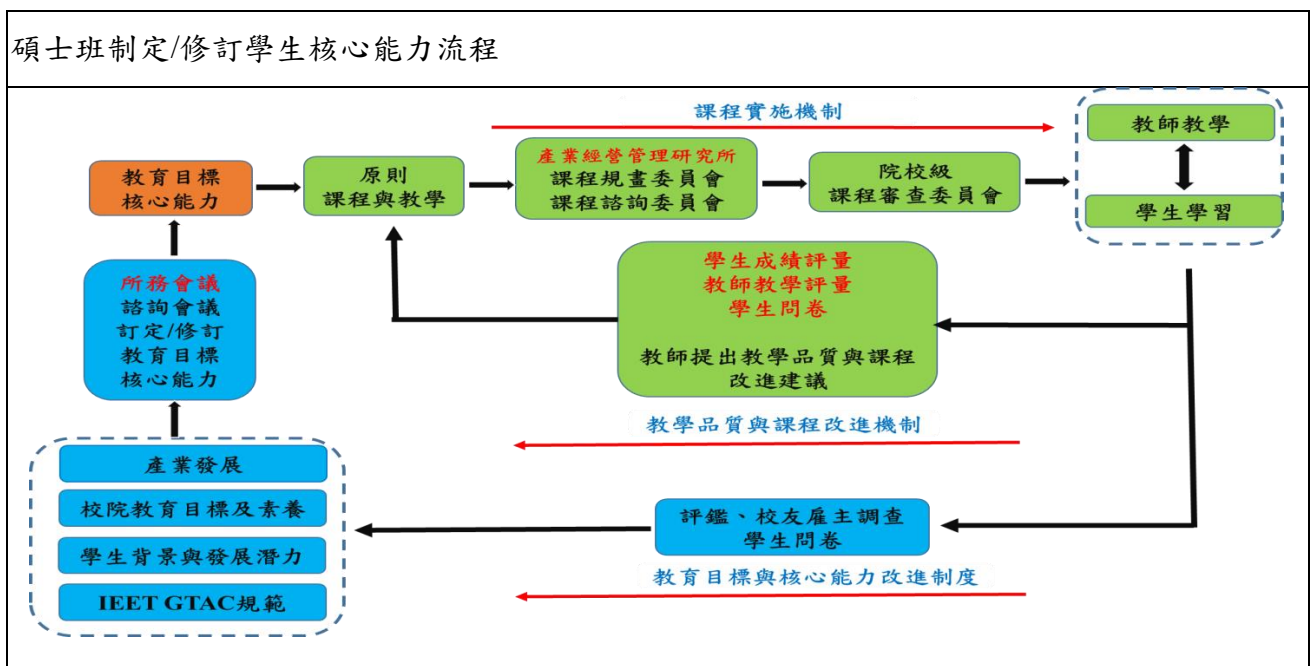 碩士班制定/修訂學生核心能力流程
課程實施機制
教育目標
核心能力
原則
課程與教學
產業經營管理研究所
課程規畫委員會
課程諮詢委員會
院校級
課程審查委員會
教師教學
學生學習
所務會議
諮詢會議
訂定/修訂
教育目標
核心能力
學生成績評量
教師教學評量
學生問卷
教師提出教學品質與課程
改進建議
教學品質與課程改進機制
產業發展
校院教育目標及素養
學生背景與發展潛力
IEET GTAC規範
評鑑、校友雇主調查
學生問卷
教育目標與核心能力改進制度